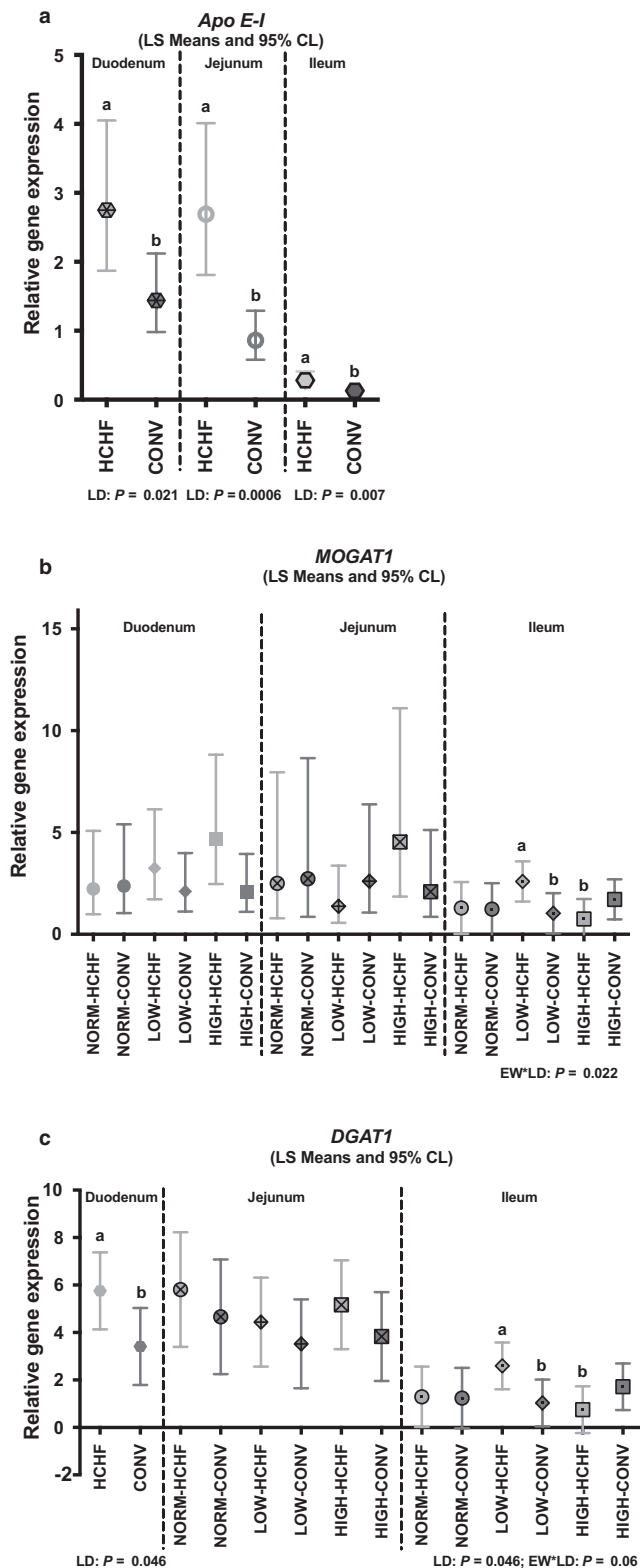 a
Apo E-I
(LS Means and 95% CL)
Duodenum Jejunum Ileum
Relative gene expression
5
4
3
2
1
0
a b a b a b
HCHF CONV HCHF CONV HCHF CONV
LD: P = 0.021 LD: P = 0.0006 LD: P = 0.007
b
MOGAT1
(LS Means and 95% CL)
Duodenum Jejunum Ileum
Relative gene expression
15
10
5
0
a b b
NORM-HCHF NORM-CONV LOW-HCHF LOW-CONV HIGH-HCHF HIGH-CONV NORM-HCHF NORM-CONV LOW-HCHF LOW-CONV HIGH-HCHF HIGH-CONV NORM-HCHF NORM-CONV LOW-HCHF LOW-CONV HIGH-HCHF HIGH-CONV
EW*LD: P = 0.022
c
DGAT1
(LS Means and 95% CL)
Duodenum Jejunum Ileum
Relative gene expression
10
8
6
4
2
0
-2
a b a b b
HCHF CONV NORM-HCHF NORM-CONV LOW-HCHF LOW-CONV HIGH-HCHF HIGH-CONV NORM-HCHF NORM-CONV LOW-HCHF LOW-CONV HIGH-HCHF HIGH-CONV
LD: P = 0.046 LD: P = 0.046; EW*LD: P = 0.06